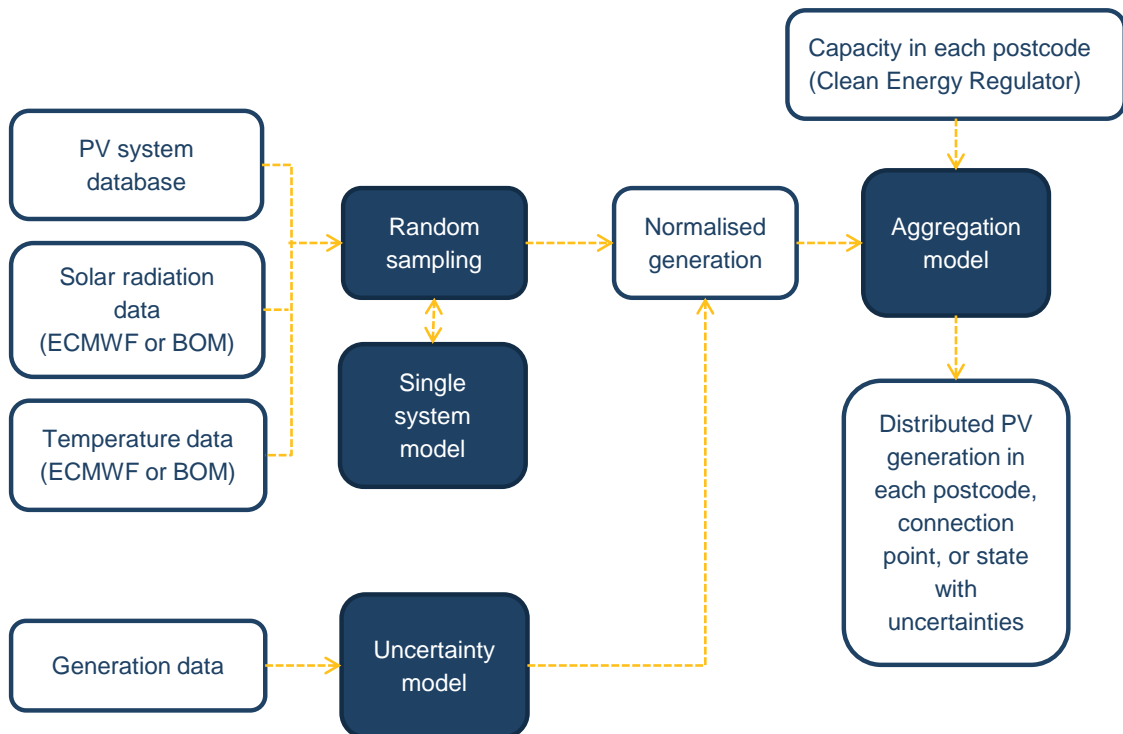 Capacity in each postcode
(Clean Energy Regulator)
PV system
database
Solar radiation
data
(ECMWF or BOM)
Temperature data
(ECMWF or BOM)
Random
sampling
Single
system
model
Normalised
generation
Aggregation
model
Distributed PV
generation in
each postcode,
connection
point, or state
with
uncertainties
Generation data
Uncertainty
model